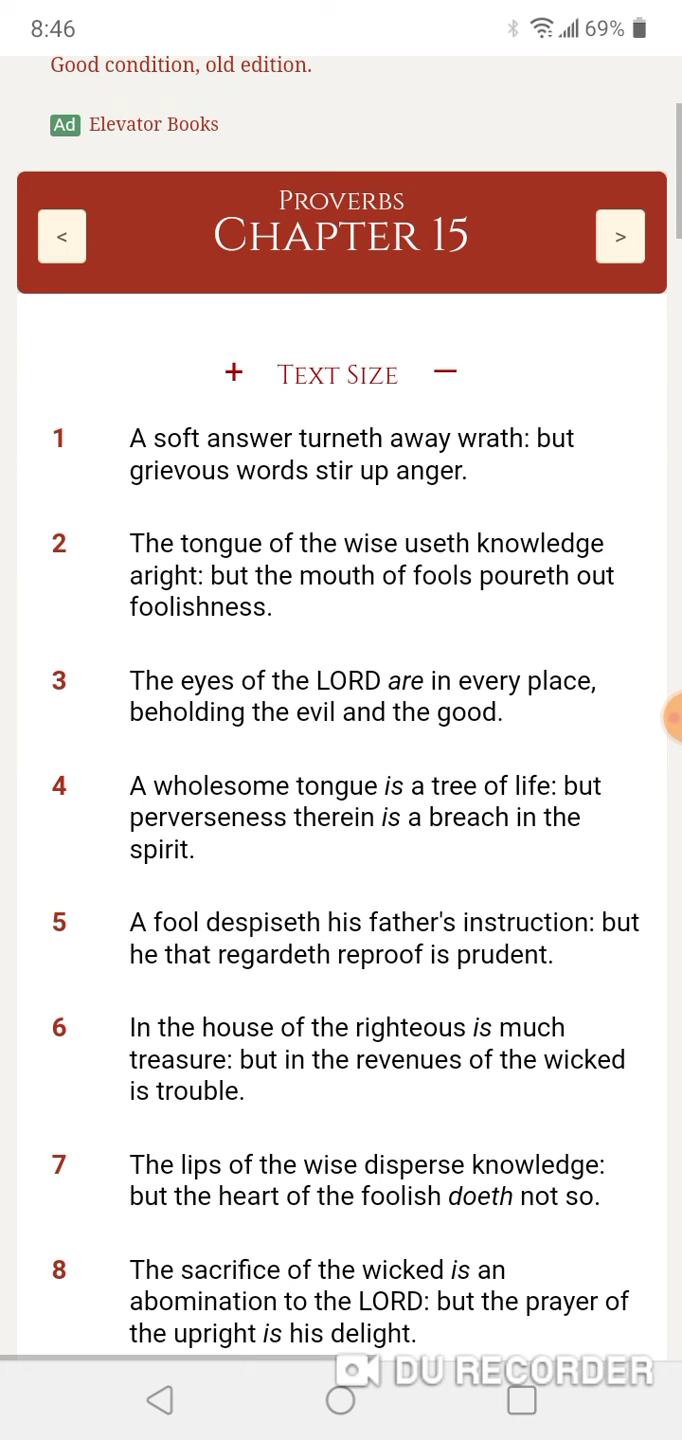 8:46
69%
Good condition, old edition.
Ad Elevator Books
PROVERBS
< CHAPTER 15 >
+ TEXT SIZE −
1 A soft answer turneth away wrath: but
grievous words stir up anger.
2 The tongue of the wise useth knowledge
aright: but the mouth of fools poureth out
foolishness.
3 The eyes of the LORD are in every place,
beholding the evil and the good.
4 A wholesome tongue is a tree of life: but
perverseness therein is a breach in the
spirit.
5 A fool despiseth his father's instruction: but
he that regardeth reproof is prudent.
6 In the house of the righteous is much
treasure: but in the revenues of the wicked
is trouble.
7 The lips of the wise disperse knowledge:
but the heart of the foolish doeth not so.
8 The sacrifice of the wicked is an
abomination to the LORD: but the prayer of
the upright is his delight.
DU RECORDER